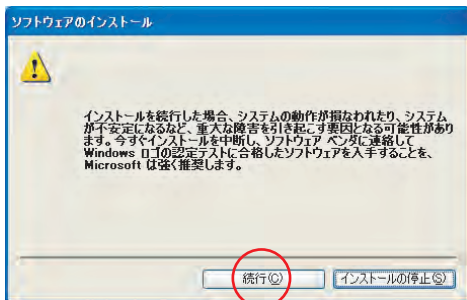 ソフトウェアのインストール
インストールを続行した場合、システムの動作が損なわれたり、システム
が不安定になるなど、重大な障害を引き起こす要因となる可能性があり
ます。今すぐインストールを中断し、ソフトウェア ベンダに連絡して
Windows ロゴの認定テストに合格したソフトウェアを入手することを、
Microsoft は強く推奨します。
続行(C)
インストールの停止(S)